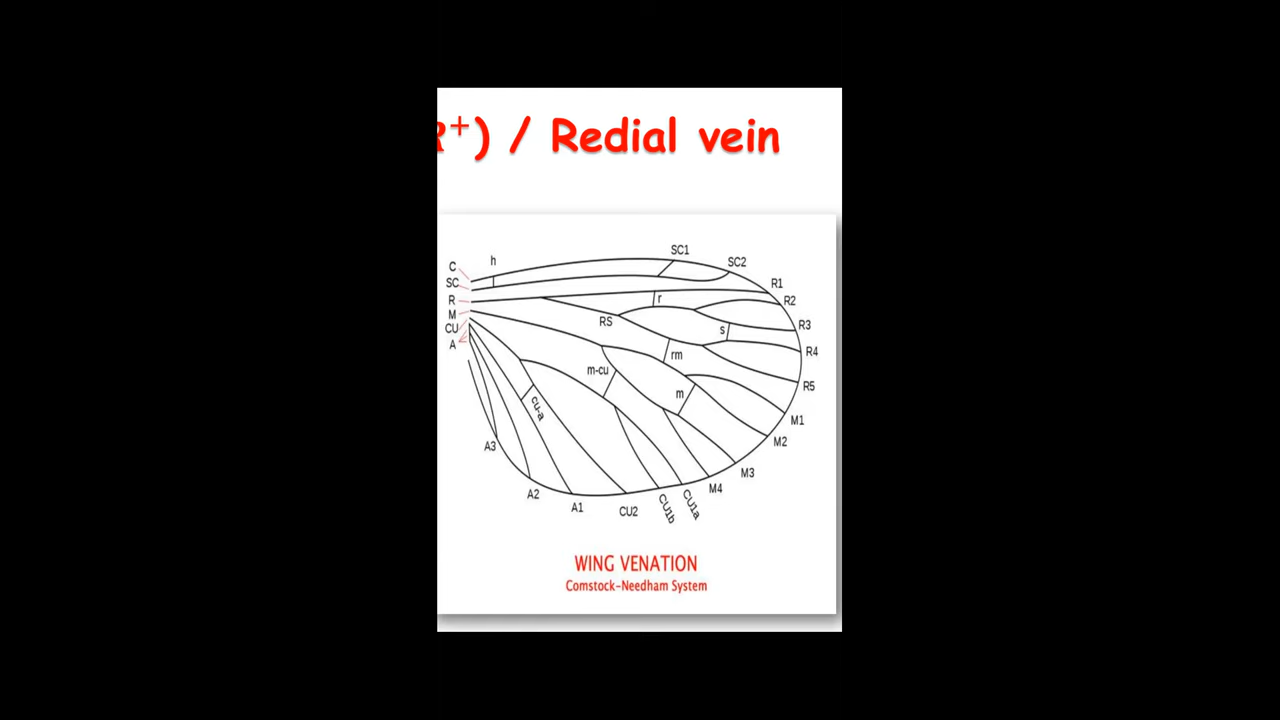 R⁺) / Redial vein
h
SC1
SC2
C
SC
R
M
CU
A
R1
R2
r
RS
s
R3
rm
R4
m-cu
m
R5
cu-a
M1
M2
A3
M3
M4
A2
A1
CU2
CU1b
CU1a
WING VENATION
Comstock-Needham System